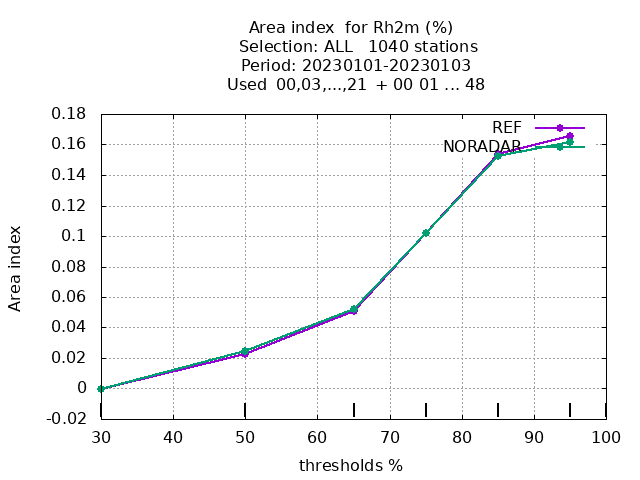 Area index  for Rh2m (%)
Selection: ALL   1040 stations
Period: 20230101-20230103
Used  00,03,...,21  + 00 01 ... 48
REF
NORADAR
Area index
0.18
0.16
0.14
0.12
0.1
0.08
0.06
0.04
0.02
0
-0.02
30 40 50 60 70 80 90 100
thresholds %